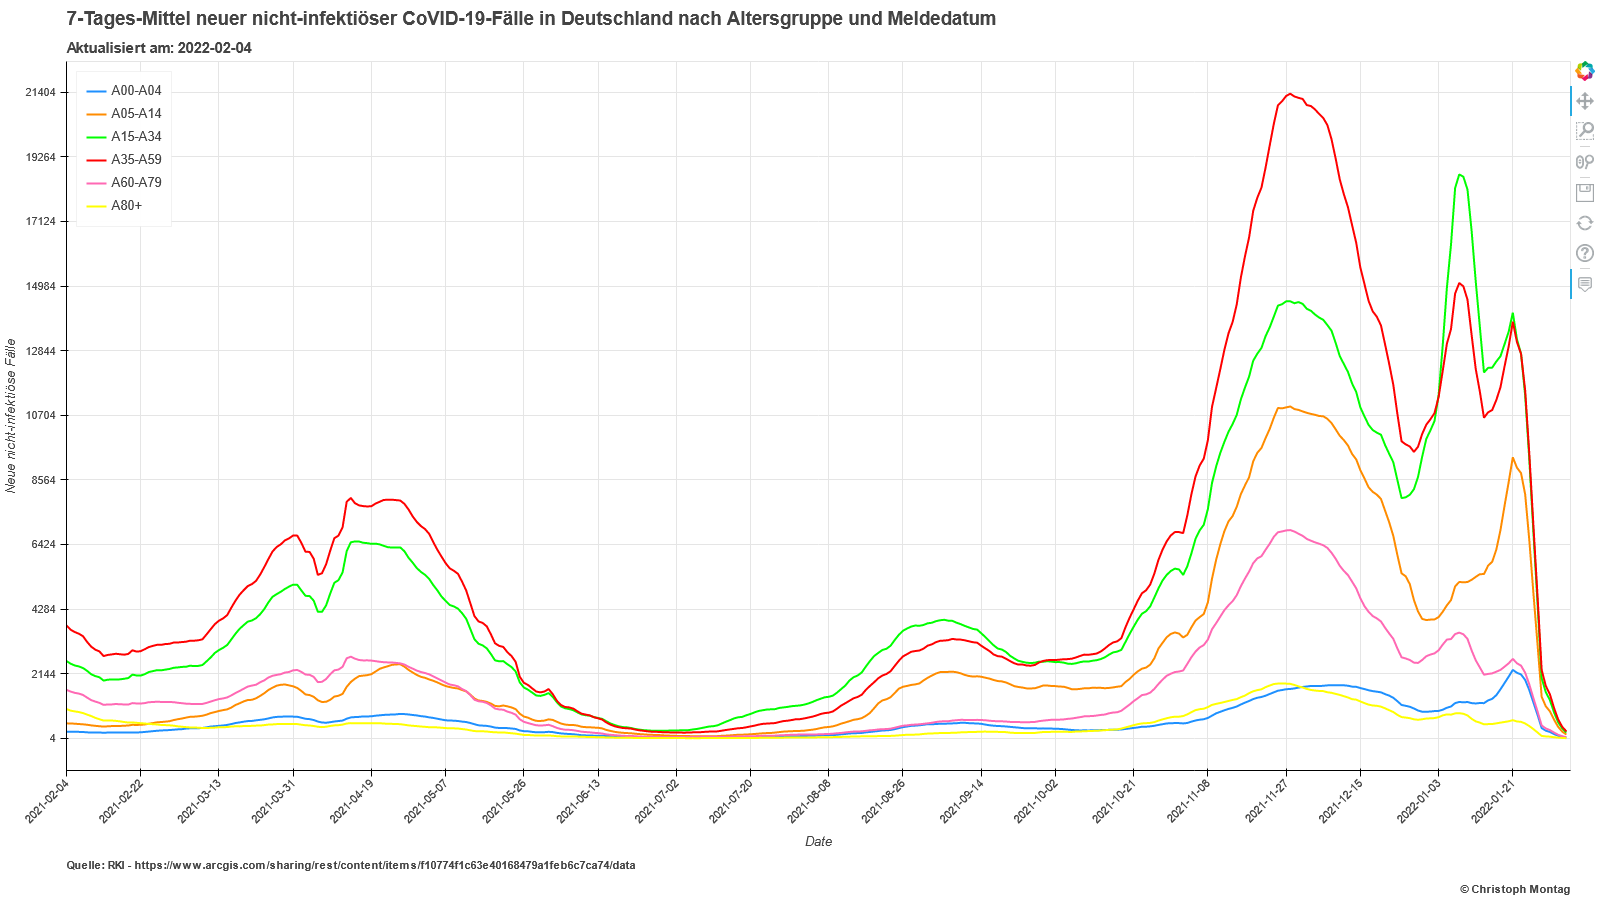 7-Tages-Mittel neuer nicht-infektiöser CoVID-19-Fälle in Deutschland nach Altersgruppe und Meldedatum
Aktualisiert am: 2022-02-04
A00-A04
A05-A14
A15-A34
A35-A59
A60-A79
A80+
21404
19264
17124
14984
12844
10704
8564
6424
4284
2144
4
Neue nicht-infektiöse Fälle
2021-02-04
2021-02-22
2021-03-13
2021-03-31
2021-04-19
2021-05-07
2021-05-26
2021-06-13
2021-07-02
2021-07-20
2021-08-08
2021-08-26
2021-09-14
2021-10-02
2021-10-21
2021-11-08
2021-11-27
2021-12-15
2022-01-03
2022-01-21
Date
Quelle: RKI - https://www.arcgis.com/sharing/rest/content/items/f10774f1c63e40168479a1feb6c7ca74/data
© Christoph Montag